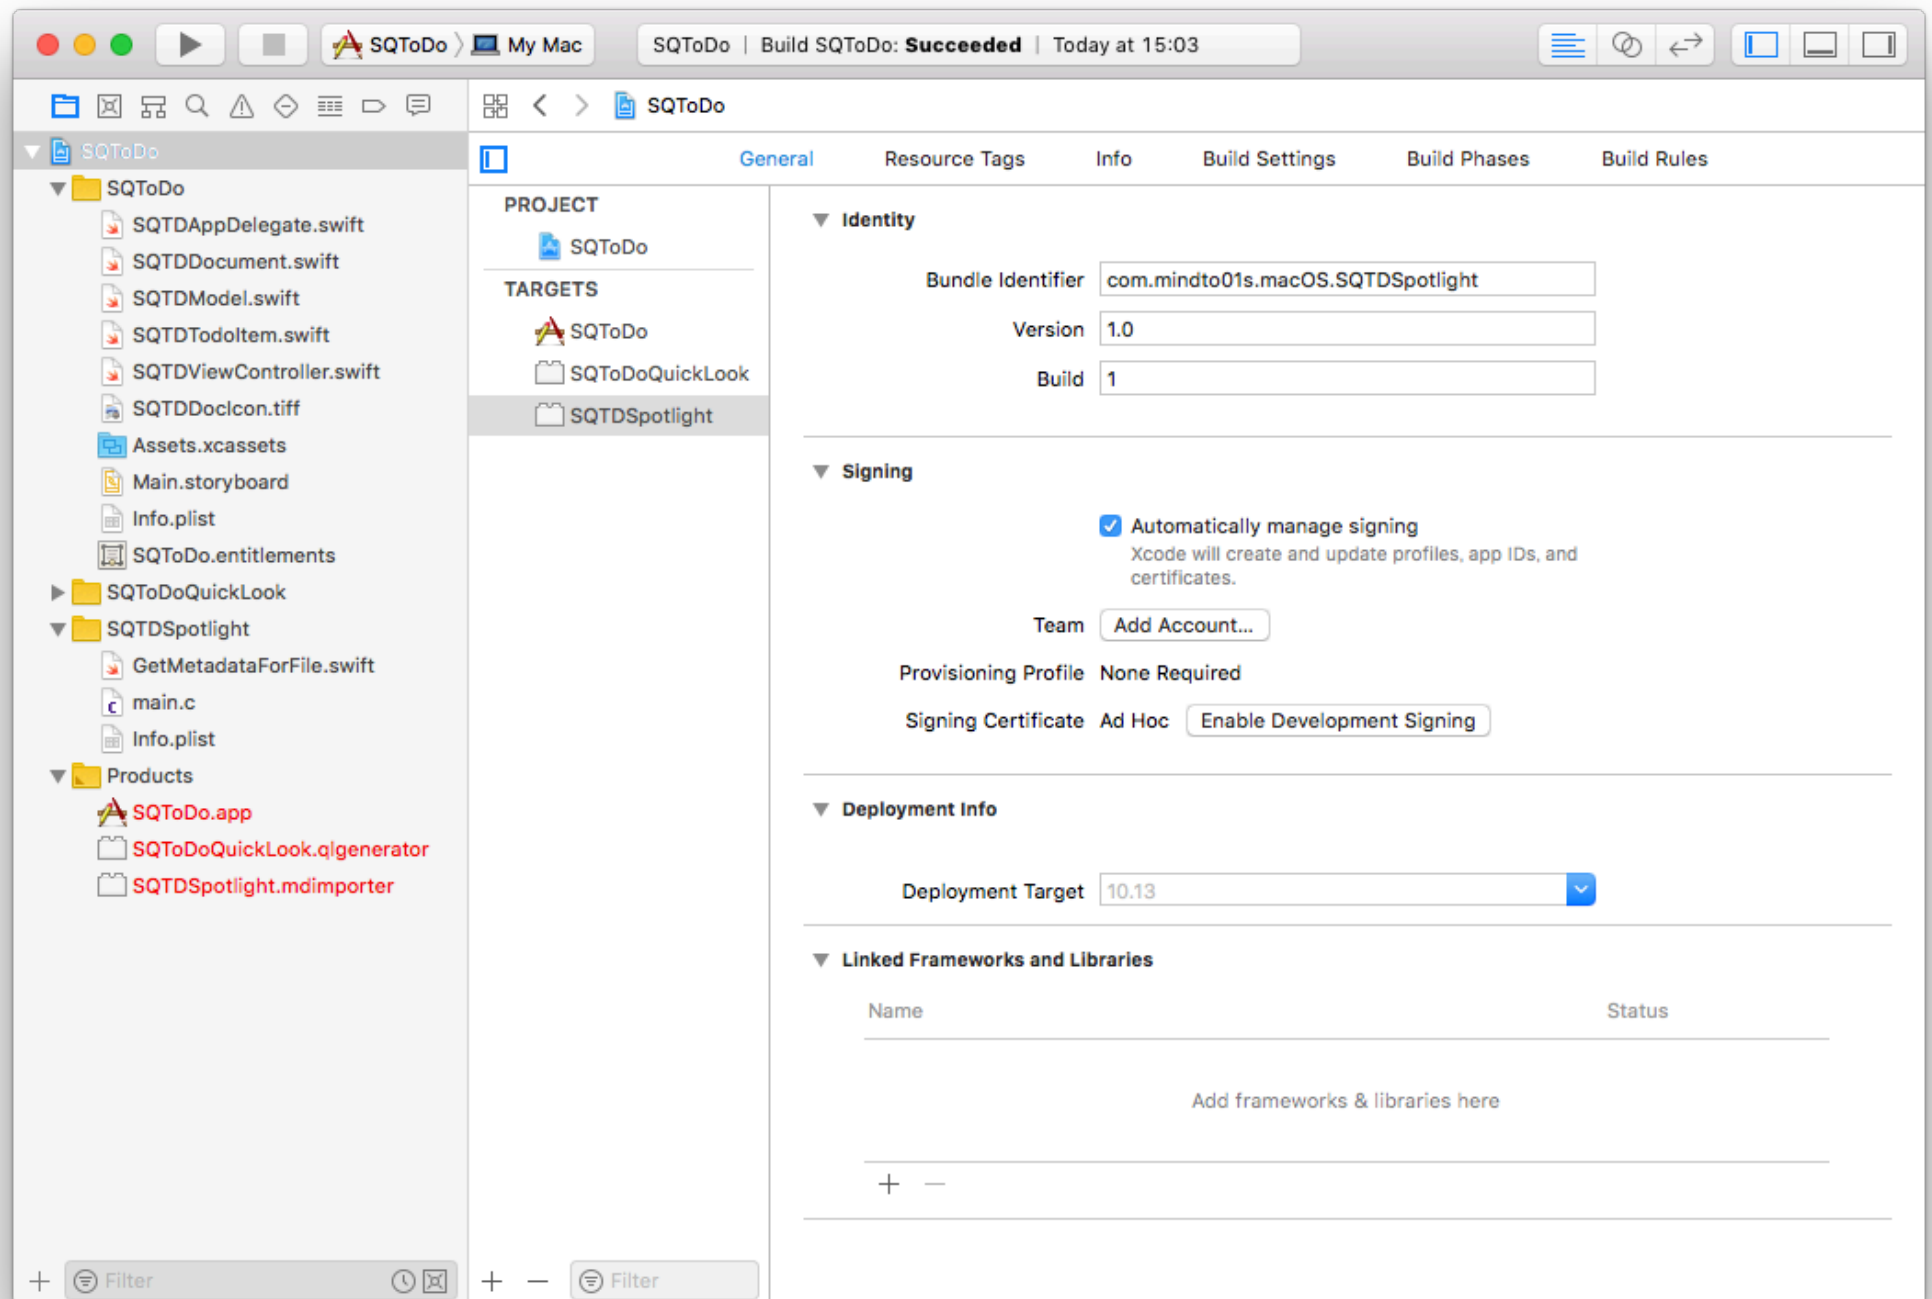 SQToDo
My Mac
SQToDo | Build SQToDo: Succeeded | Today at 15:03
SQToDo
SQToDo
SQToDo
SQTDAppDelegate.swift
SQTDDocument.swift
SQTDModel.swift
SQTDTodoItem.swift
SQTDViewController.swift
SQTDDocIcon.tiff
Assets.xcassets
Main.storyboard
Info.plist
SQToDo.entitlements
SQToDoQuickLook
SQTDSpotlight
GetMetadataForFile.swift
main.c
Info.plist
Products
SQToDo.app
SQToDoQuickLook.qlgenerator
SQTDSpotlight.mdimporter
Filter
General Resource Tags Info Build Settings Build Phases Build Rules
PROJECT
SQToDo
TARGETS
SQToDo
SQToDoQuickLook
SQTDSpotlight
Filter
Identity
Bundle Identifier com.mindto01s.macOS.SQTDSpotlight
Version 1.0
Build 1
Signing
Automatically manage signing
Xcode will create and update profiles, app IDs, and
certificates.
Team Add Account...
Provisioning Profile None Required
Signing Certificate Ad Hoc Enable Development Signing
Deployment Info
Deployment Target 10.13
Linked Frameworks and Libraries
Name Status
Add frameworks & libraries here